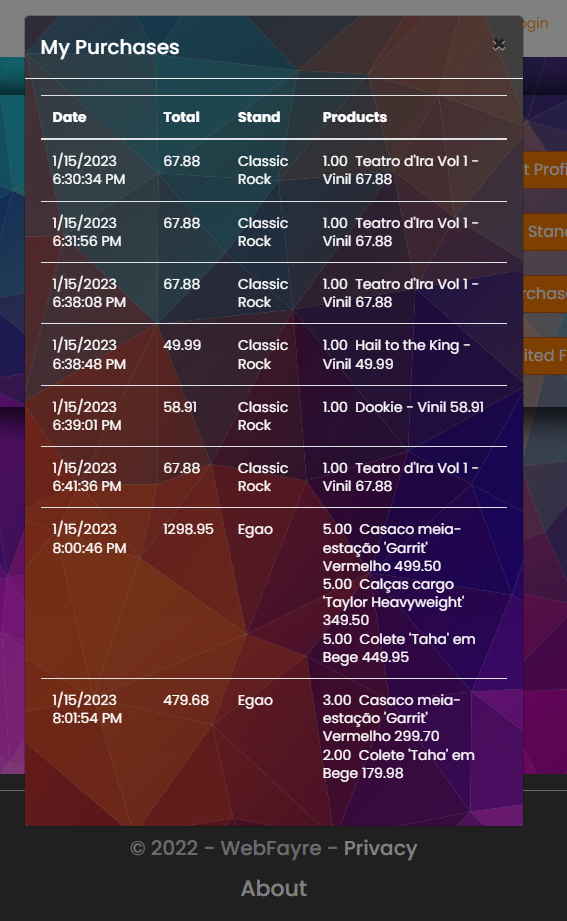 ogin
My Purchases ×
Date Total Stand Products
1/15/2023 67.88 Classic 1.00 Teatro d'Ira Vol 1 -
6:30:34 PM Rock Vinil 67.88
1/15/2023 67.88 Classic 1.00 Teatro d'Ira Vol 1 -
6:31:56 PM Rock Vinil 67.88
1/15/2023 67.88 Classic 1.00 Teatro d'Ira Vol 1 -
6:38:08 PM Rock Vinil 67.88
1/15/2023 49.99 Classic 1.00 Hail to the King -
6:38:48 PM Rock Vinil 49.99
1/15/2023 58.91 Classic 1.00 Dookie - Vinil 58.91
6:39:01 PM Rock
1/15/2023 67.88 Classic 1.00 Teatro d'Ira Vol 1 -
6:41:36 PM Rock Vinil 67.88
1/15/2023 1298.95 Egao 5.00 Casaco meia-
8:00:46 PM estação 'Garrit'
Vermelho 499.50
5.00 Calças cargo
'Taylor Heavyweight'
349.50
5.00 Colete 'Taha' em
Bege 449.95
1/15/2023 479.68 Egao 3.00 Casaco meia-
8:01:54 PM estação 'Garrit'
Vermelho 299.70
2.00 Colete 'Taha' em
Bege 179.98
t Profi
Stan
rchas
ited F
© 2022 - WebFayre - Privacy
About